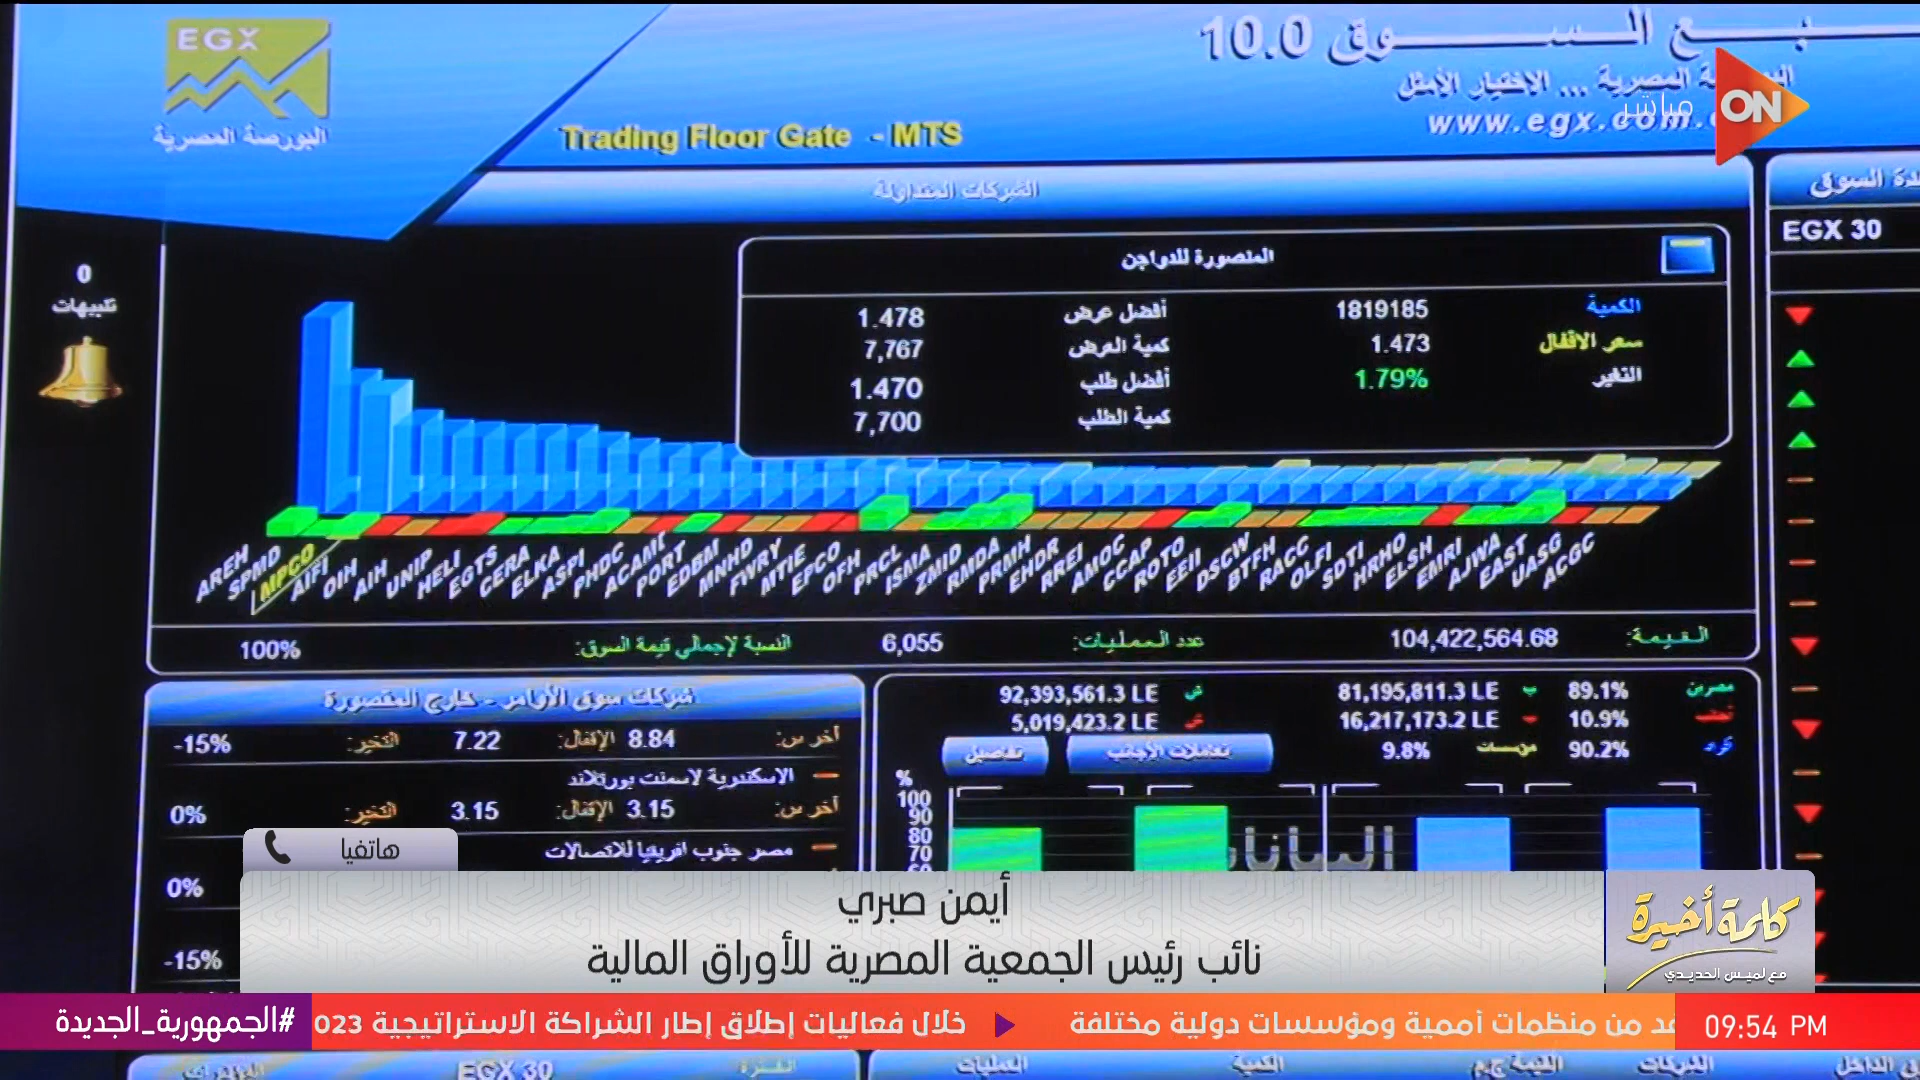 EGX
البورصة المصرية
Trading Floor Gate - MTS
10.0
المصرية ... الاختيار الأمثل
www.egx.com.
مباشر
ON
الشركات المتداولة
السوق
EGX 30
0
تنبيهات
المنصورة للدواجن
الكمية 1819185 أفضل عرض 1.478
سعر الاقفال 1.473 كمية العرض 7,767
التغير 1.79% أفضل طلب 1.470
كمية الطلب 7,700
AREH SPMD MPCO AIFI OIH AIH UNIP HELI EGTS CERA ELKA ASPI PHDC ACAMD PORT EDBM MNHD FWRY MTIE EPCO OFH PRCL ISMA ZMID RMDA PRMH EHDR RREI AMOC CCAP ROTO EEII DSCW BTFH RACC OLFI SDTI HRHO ELSH EMRI AJWA EAST UASG ACGC
القيمة: 104,422,564.68 عدد العمليات: 6,055 النسبة لإجمالي قيمة السوق: 100%
شركات سوق الأوامر - خارج المقصورة
آخر س: 8.84 الإقفال: 7.22 التغير: -15%
الاسكندرية لاسمنت بورتلاند
آخر س: 3.15 الإقفال: 3.15 التغير: 0%
مصر جنوب افريقيا للاتصالات
0%
-15%
مصريين 89.1% ب 81,195,811.3 LE ش 92,393,561.3 LE
10.9% 16,217,173.2 LE 5,019,423.2 LE
أفراد 90.2% مؤسسات 9.8%
تعاملات الأجانب
تفاصيل
%
100
90
80
70
هاتفيا
أيمن صبري
نائب رئيس الجمعية المصرية للأوراق المالية
كلمة أخيرة
مع لميس الحديدي
09:54 PM
من منظمات أممية ومؤسسات دولية مختلفة
خلال فعاليات إطلاق إطار الشراكة الاستراتيجية 023
#الجمهورية_الجديدة
الشركات
الكمية
العمليات
EGX 30
المؤشرات